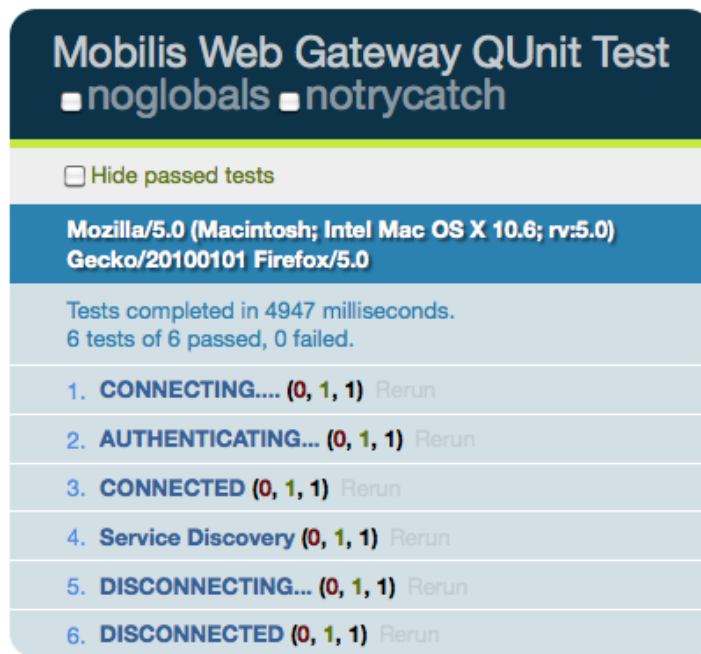 Mobilis Web Gateway QUnit Test
noglobals notrycatch
Hide passed tests
Mozilla/5.0 (Macintosh; Intel Mac OS X 10.6; rv:5.0)
Gecko/20100101 Firefox/5.0
Tests completed in 4947 milliseconds.
6 tests of 6 passed, 0 failed.
1. CONNECTING.... (0, 1, 1) Rerun
2. AUTHENTICATING... (0, 1, 1) Rerun
3. CONNECTED (0, 1, 1) Rerun
4. Service Discovery (0, 1, 1) Rerun
5. DISCONNECTING... (0, 1, 1) Rerun
6. DISCONNECTED (0, 1, 1) Rerun